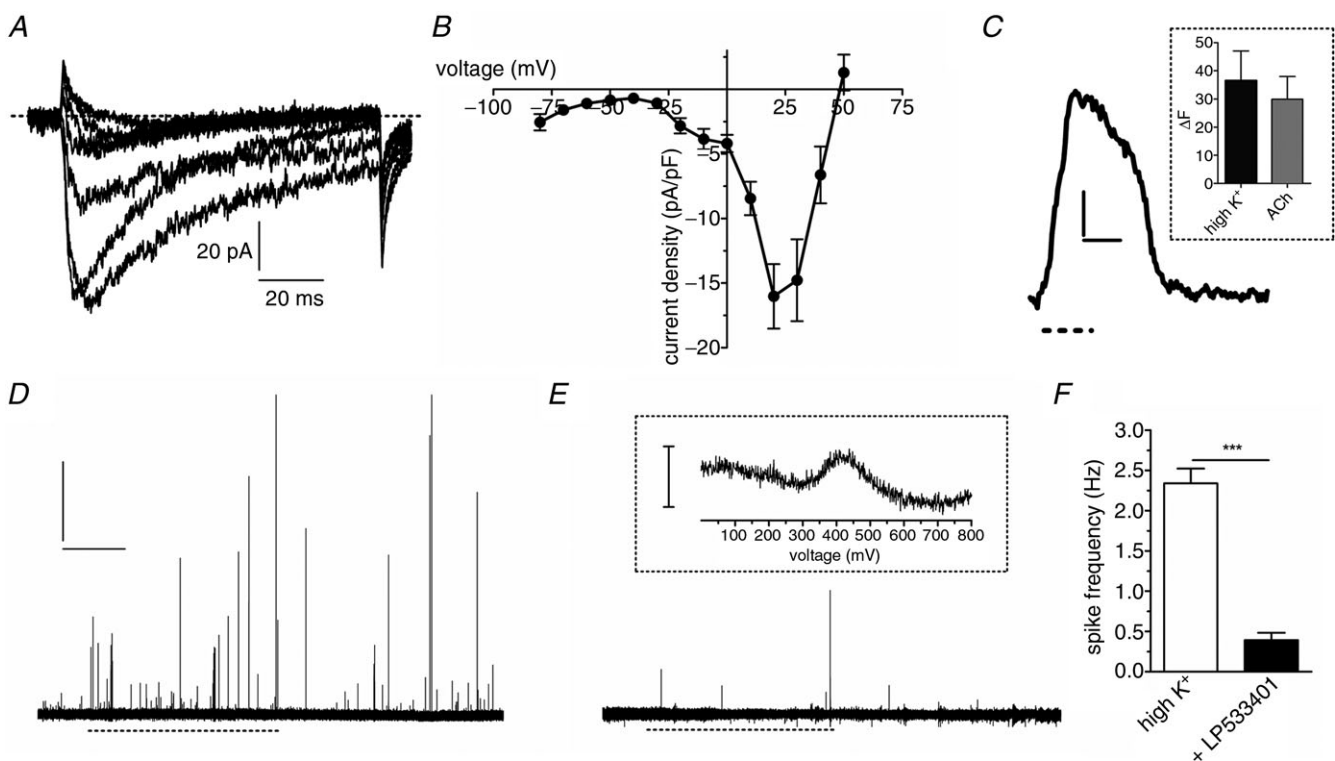 A
20 pA
20 ms
B
voltage (mV)
−100 −75 −50 −25 25 50 75
−5
−10
−15
−20
current density (pA/pF)
C
50
40
30
20
10
0
ΔF
high K+
ACh
D
E
100 200 300 400 500 600 700 800
voltage (mV)
F
3.0
2.5
2.0
1.5
1.0
0.5
0.0
spike frequency (Hz)
***
high K+
+ LP533401